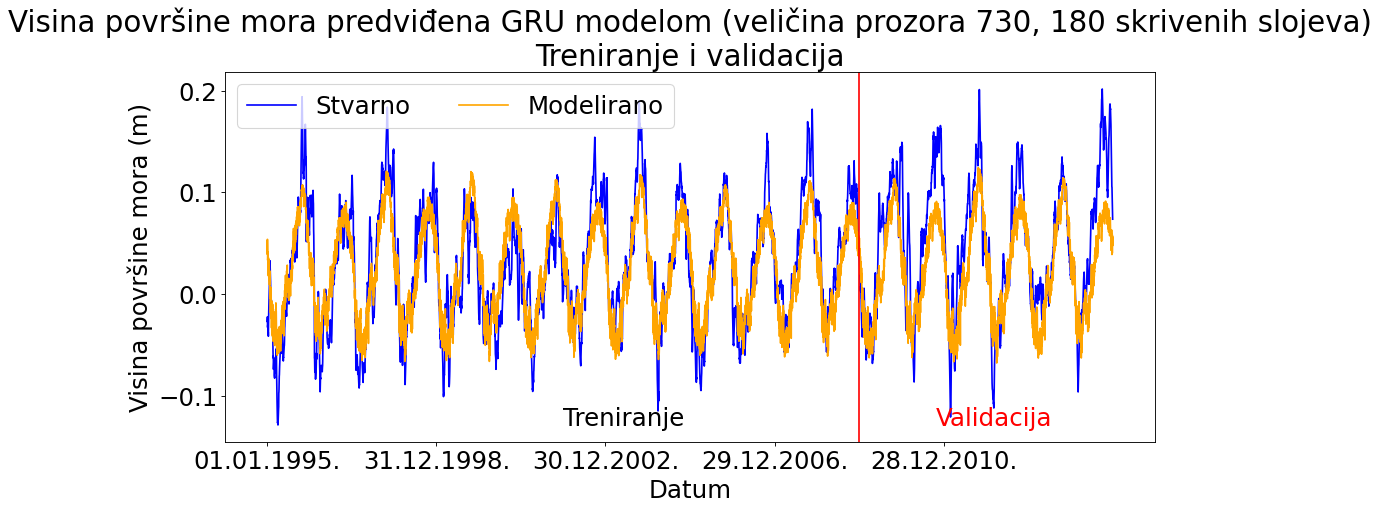 Visina površine mora predviđena GRU modelom (veličina prozora 730, 180 skrivenih slojeva)
Treniranje i validacija
Stvarno
Modelirano
Visina površine mora (m)
0.2
0.1
0.0
−0.1
Treniranje
Validacija
01.01.1995.
31.12.1998.
30.12.2002.
29.12.2006.
28.12.2010.
Datum